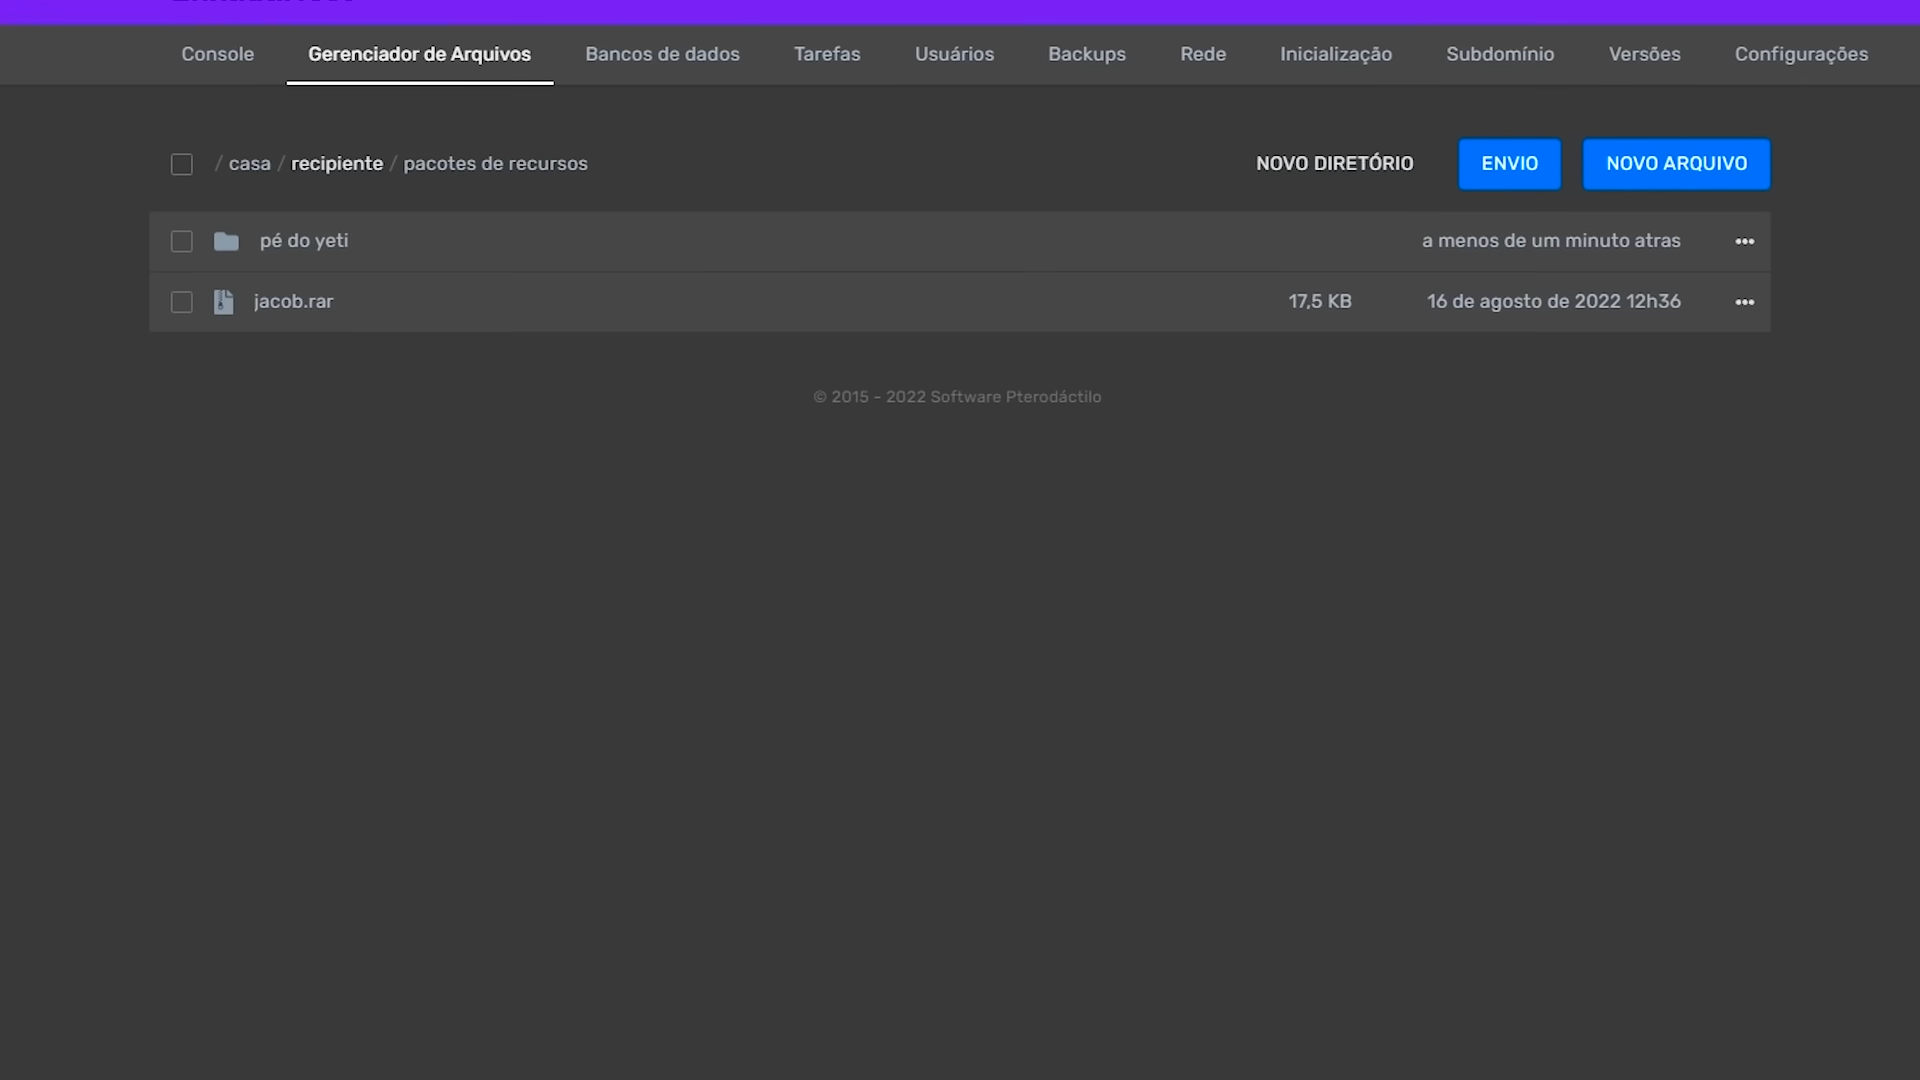 Console Gerenciador de Arquivos Bancos de dados Tarefas Usuários Backups Rede Inicialização Subdomínio Versões Configurações
/ casa / recipiente / pacotes de recursos NOVO DIRETÓRIO ENVIO NOVO ARQUIVO
pé do yeti a menos de um minuto atras
jacob.rar 17,5 KB 16 de agosto de 2022 12h36
© 2015 - 2022 Software Pterodáctilo